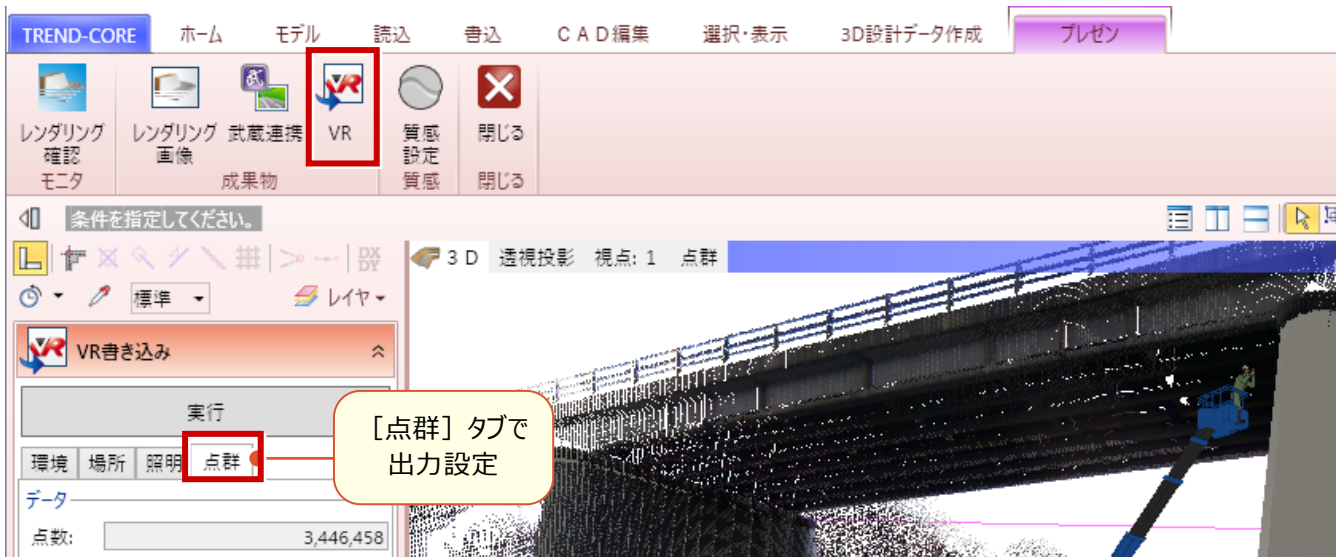 TREND-CORE ホーム モデル 読込 書込 CAD編集 選択・表示 3D設計データ作成 プレゼン
レンダリング確認 レンダリング画像 武蔵連携 VR 質感設定 閉じる
モニタ 成果物 質感 閉じる
条件を指定してください。
DX
DY
3D 透視投影 視点: 1 点群
標準 レイヤ
VR書き込み
実行
[点群] タブで
出力設定
環境 場所 照明 点群
データ
点数: 3,446,458